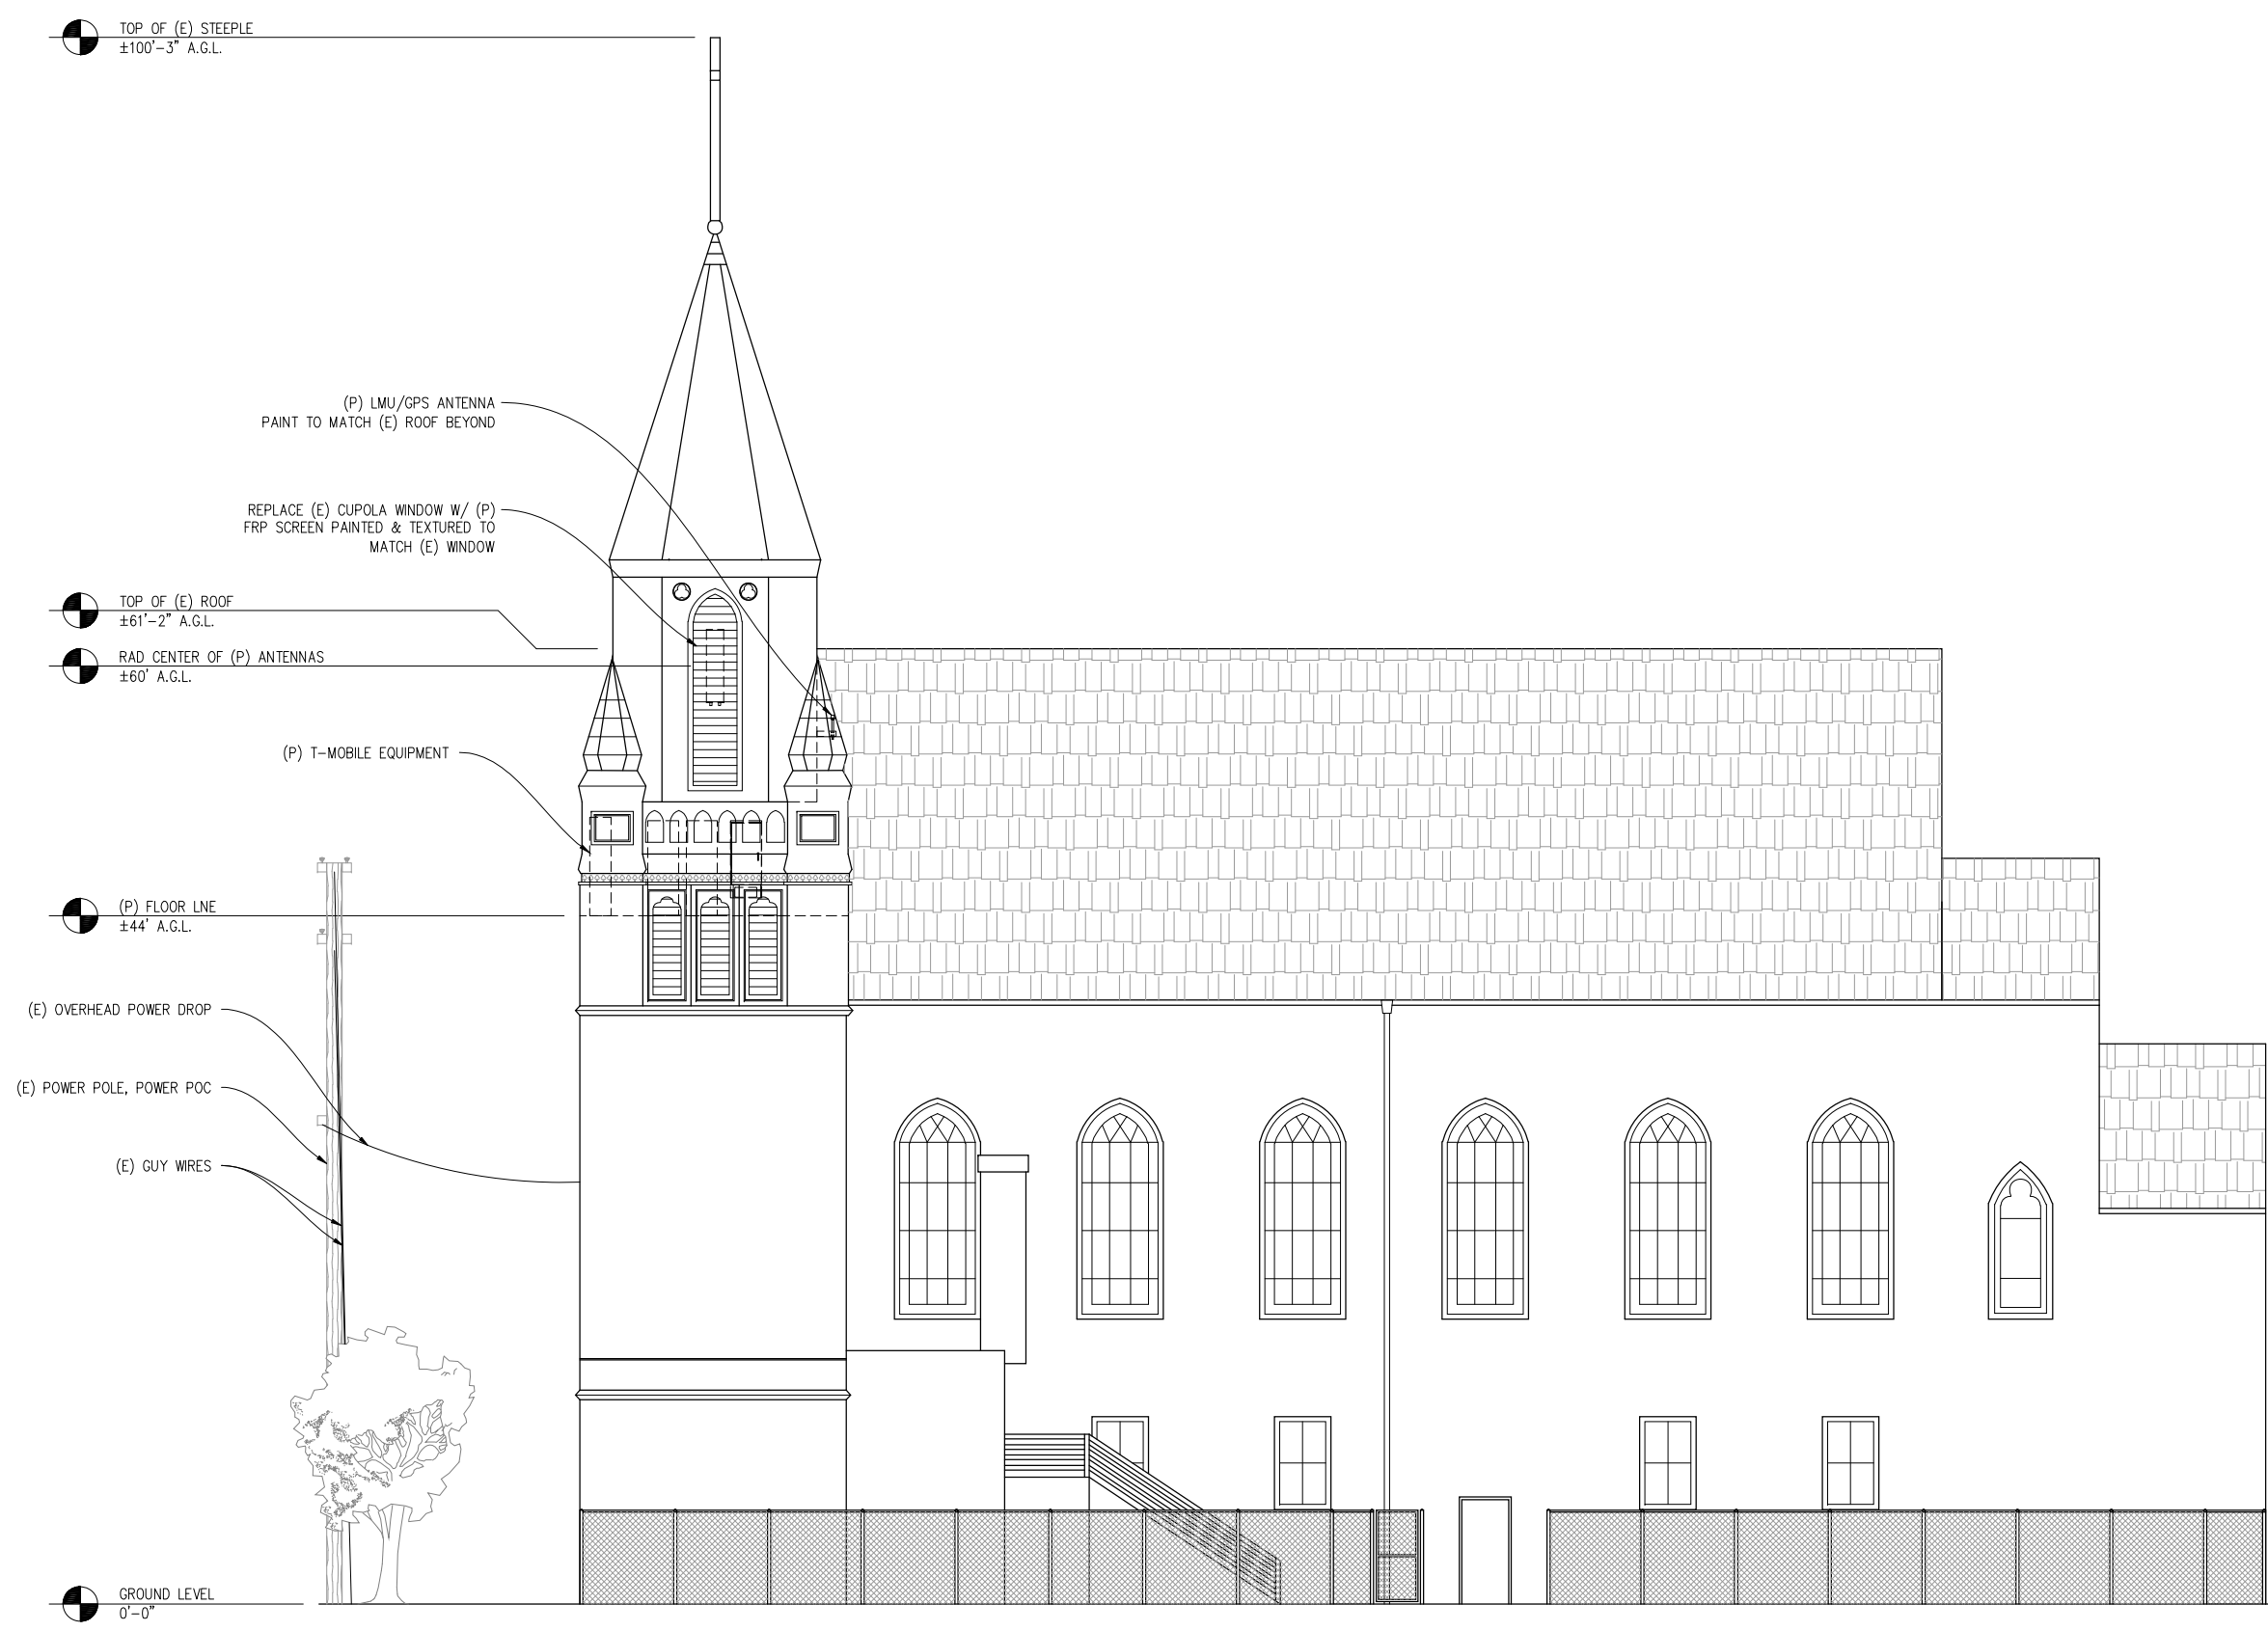 TOP OF (E) STEEPLE
±100'-3" A.G.L.
(P) LMU/GPS ANTENNA
PAINT TO MATCH (E) ROOF BEYOND
REPLACE (E) CUPOLA WINDOW W/ (P)
FRP SCREEN PAINTED & TEXTURED TO
MATCH (E) WINDOW
TOP OF (E) ROOF
±61'-2" A.G.L.
RAD CENTER OF (P) ANTENNAS
±60' A.G.L.
(P) T-MOBILE EQUIPMENT
(P) FLOOR LNE
±44' A.G.L.
(E) OVERHEAD POWER DROP
(E) POWER POLE, POWER POC
(E) GUY WIRES
GROUND LEVEL
0'-0"